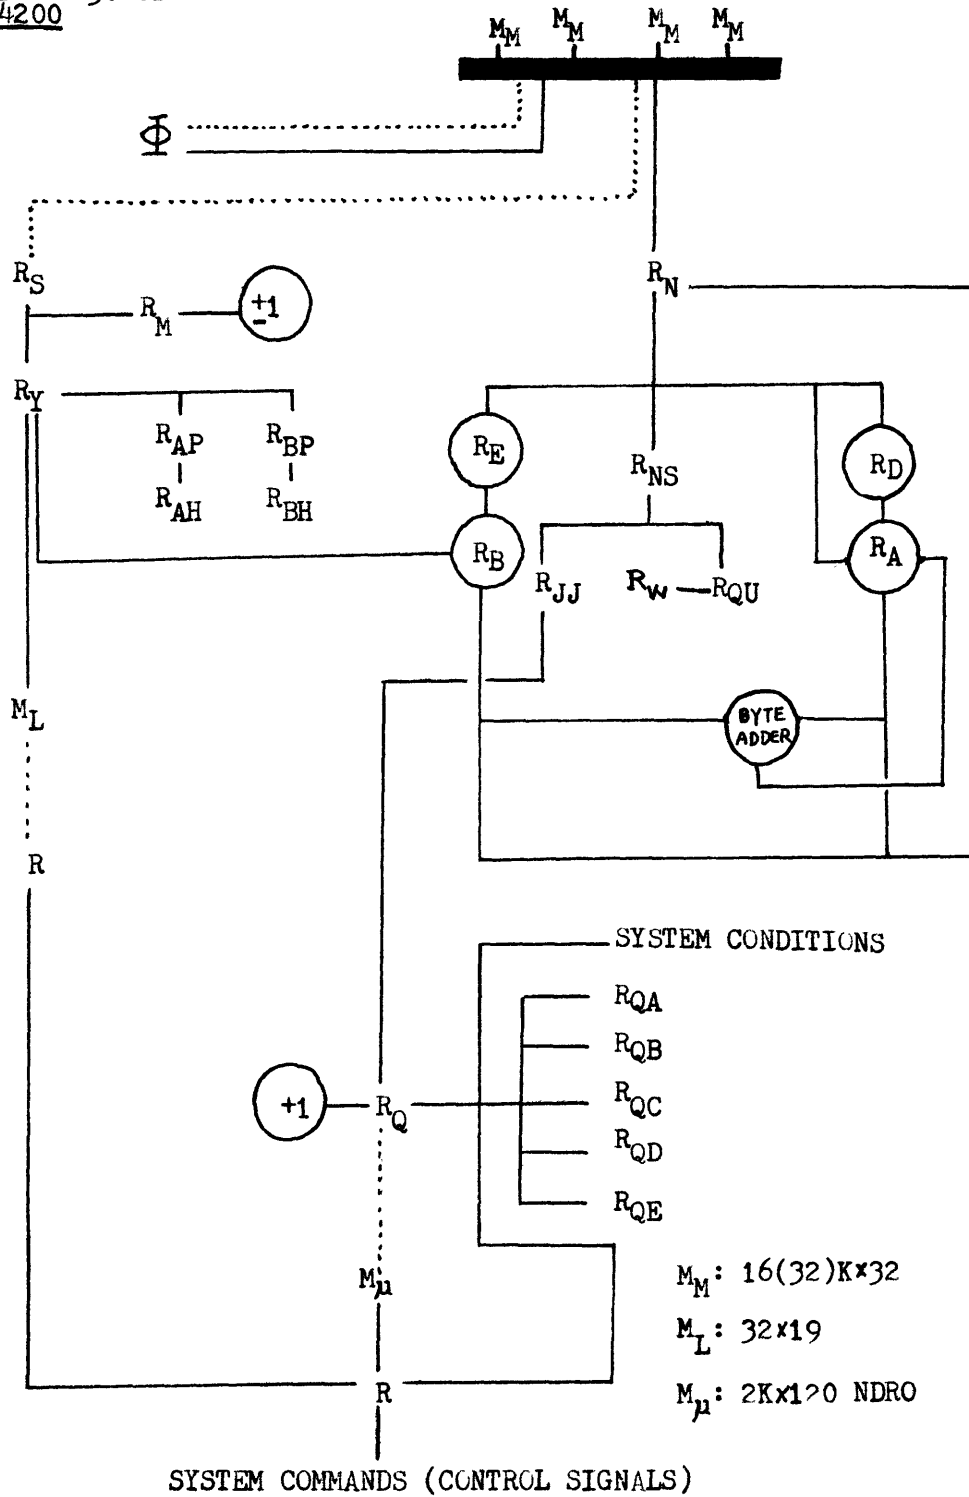 4200
M_M M_M M_M M_M
Φ
R_S
R_N
R_M ±1
R_Y
R_AP R_BP
R_E
R_D
R_NS
R_AH R_BH
R_B
R_A
R_JJ R_W R_QU
M_L
BYTE
ADDER
R
SYSTEM CONDITIONS
R_QA
R_QB
+1 R_Q R_QC
R_QD
R_QE
M_μ
M_M: 16(32)K×32
M_L: 32×19
R
M_μ: 2K×120 NDRO
SYSTEM COMMANDS (CONTROL SIGNALS)